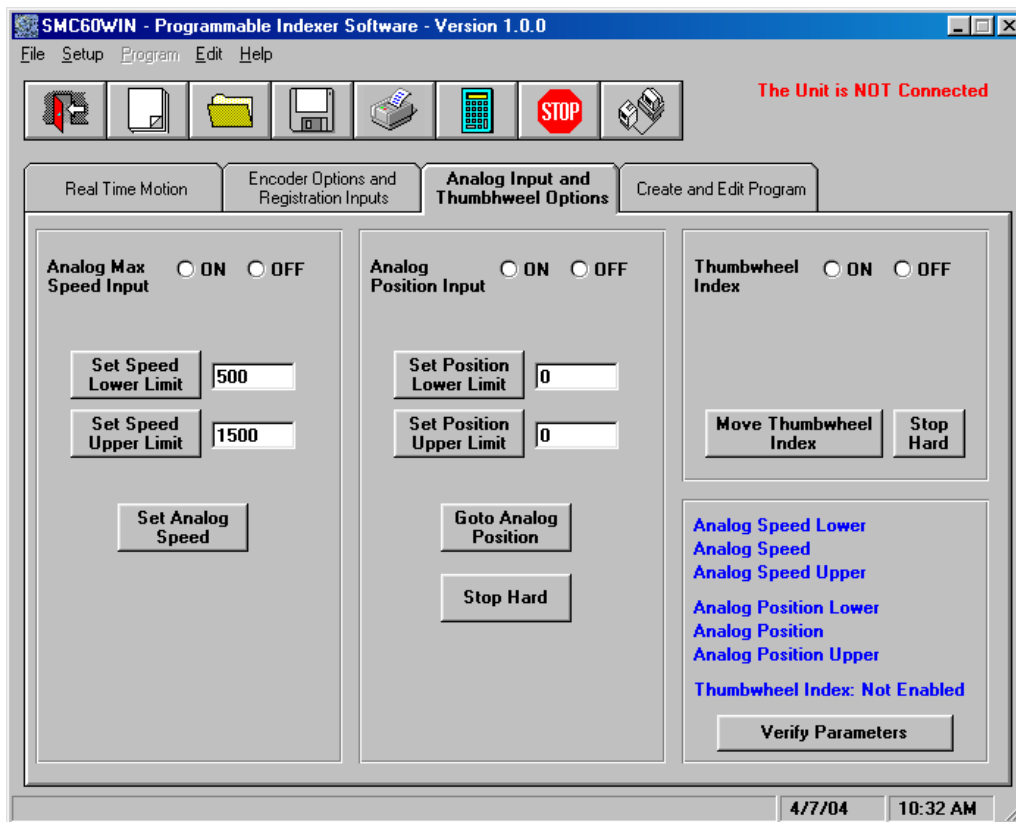 SMC60WIN - Programmable Indexer Software - Version 1.0.0
File Setup Program Edit Help
STOP
The Unit is NOT Connected
Real Time Motion
Encoder Options and
Registration Inputs
Analog Input and
Thumbhweel Options
Create and Edit Program
Analog Max
Speed Input
ON OFF
Set Speed
Lower Limit
500
Set Speed
Upper Limit
1500
Set Analog
Speed
Analog
Position Input
ON OFF
Set Position
Lower Limit
0
Set Position
Upper Limit
0
Goto Analog
Position
Stop Hard
Thumbwheel
Index
ON OFF
Move Thumbwheel
Index
Stop
Hard
Analog Speed Lower
Analog Speed
Analog Speed Upper
Analog Position Lower
Analog Position
Analog Position Upper
Thumbwheel Index: Not Enabled
Verify Parameters
4/7/04 10:32 AM